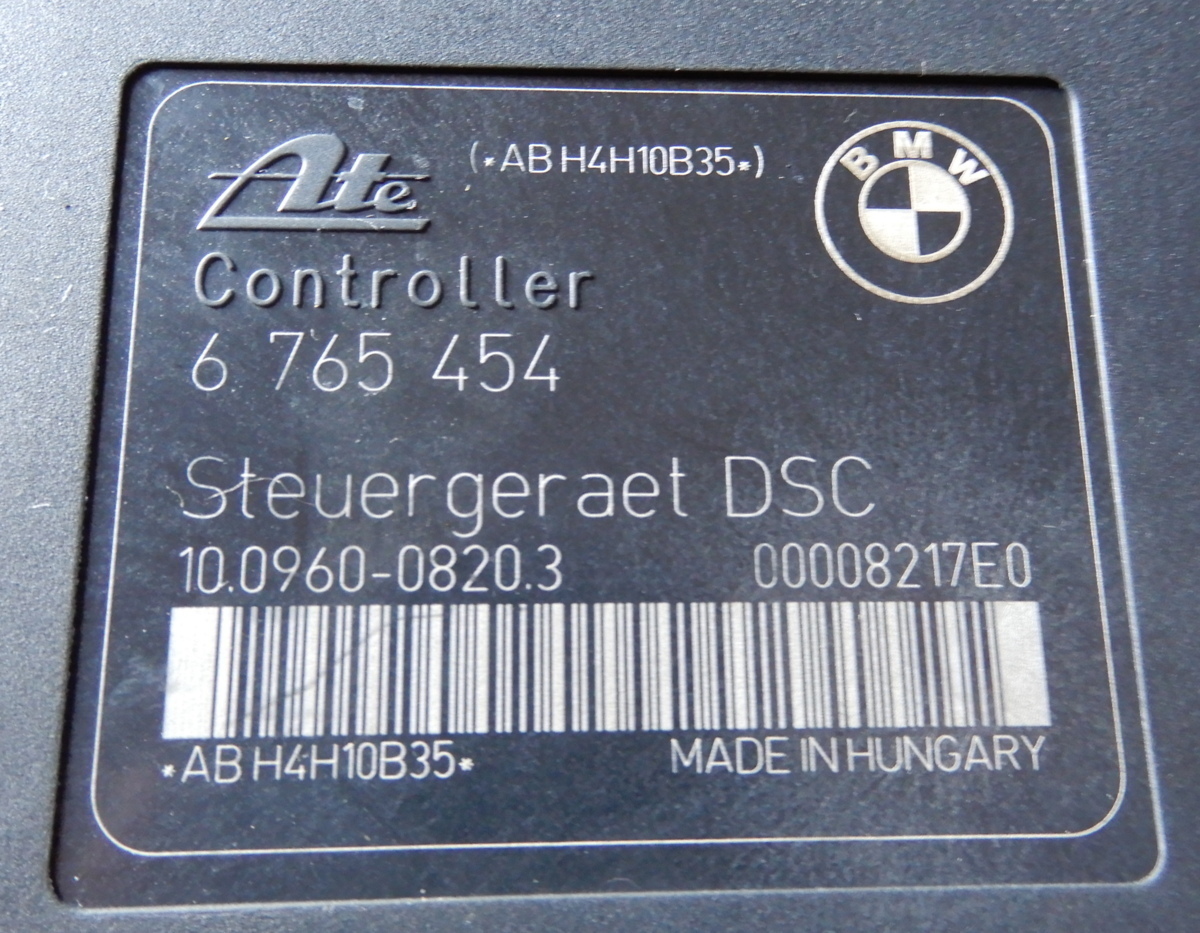 Ate (*AB H4H10B35*) BMW
Controller
6 765 454
Steuergeraet DSC
10.0960-0820.3 00008217E0
*AB H4H10B35* MADE IN HUNGARY